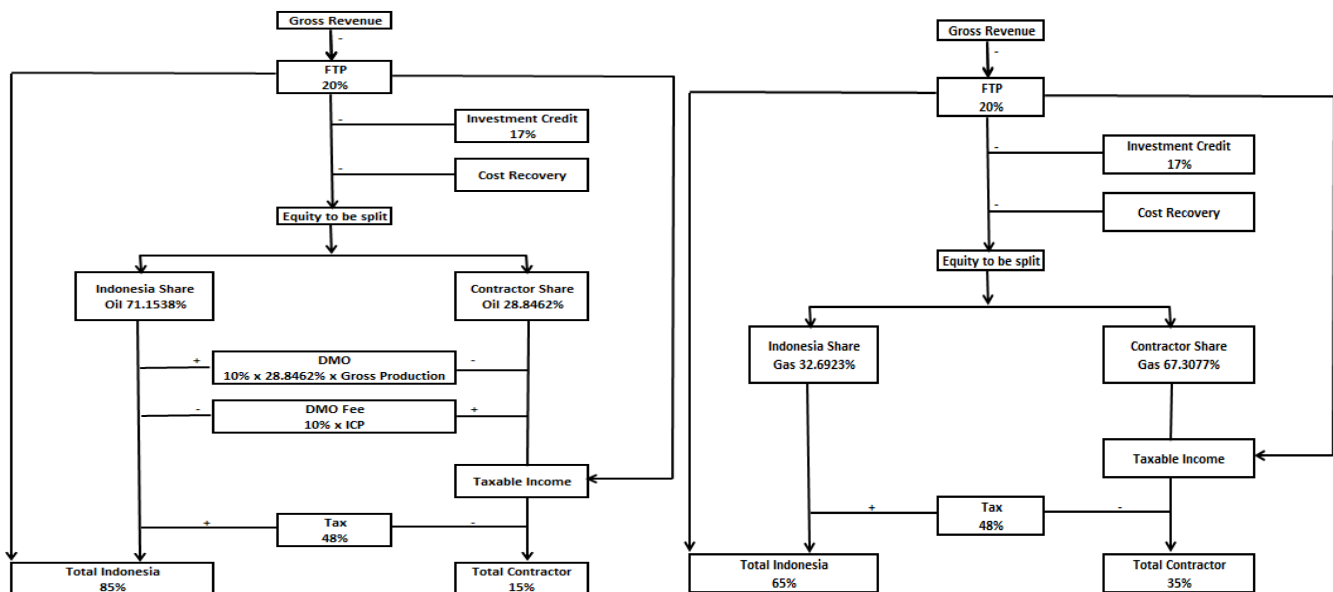 Gross Revenue
-
FTP
20%
-
Investment Credit
17%
-
Cost Recovery
Equity to be split
Indonesia Share
Oil 71.1538%
Contractor Share
Oil 28.8462%
+
DMO
10% x 28.8462% x Gross Production
-
-
DMO Fee
10% x ICP
+
Taxable Income
+
Tax
48%
-
Total Indonesia
85%
Total Contractor
15%
Gross Revenue
-
FTP
20%
-
Investment Credit
17%
-
Cost Recovery
Equity to be split
Indonesia Share
Gas 32.6923%
Contractor Share
Gas 67.3077%
Taxable Income
+
Tax
48%
-
Total Indonesia
65%
Total Contractor
35%